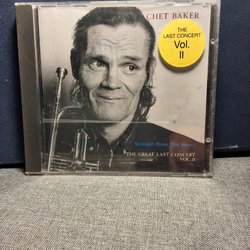 CHET BAKER
THE
LAST CONCERT
Vol.
II
Straight From The Heart
THE GREAT LAST CONCERT
VOL. II